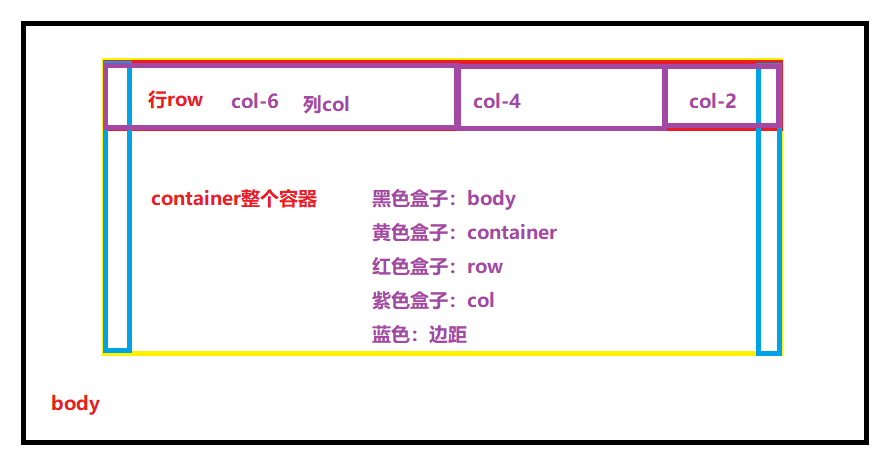 行row col-6 列col col-4 col-2
container整个容器 黑色盒子：body
黄色盒子：container
红色盒子：row
紫色盒子：col
蓝色：边距
body